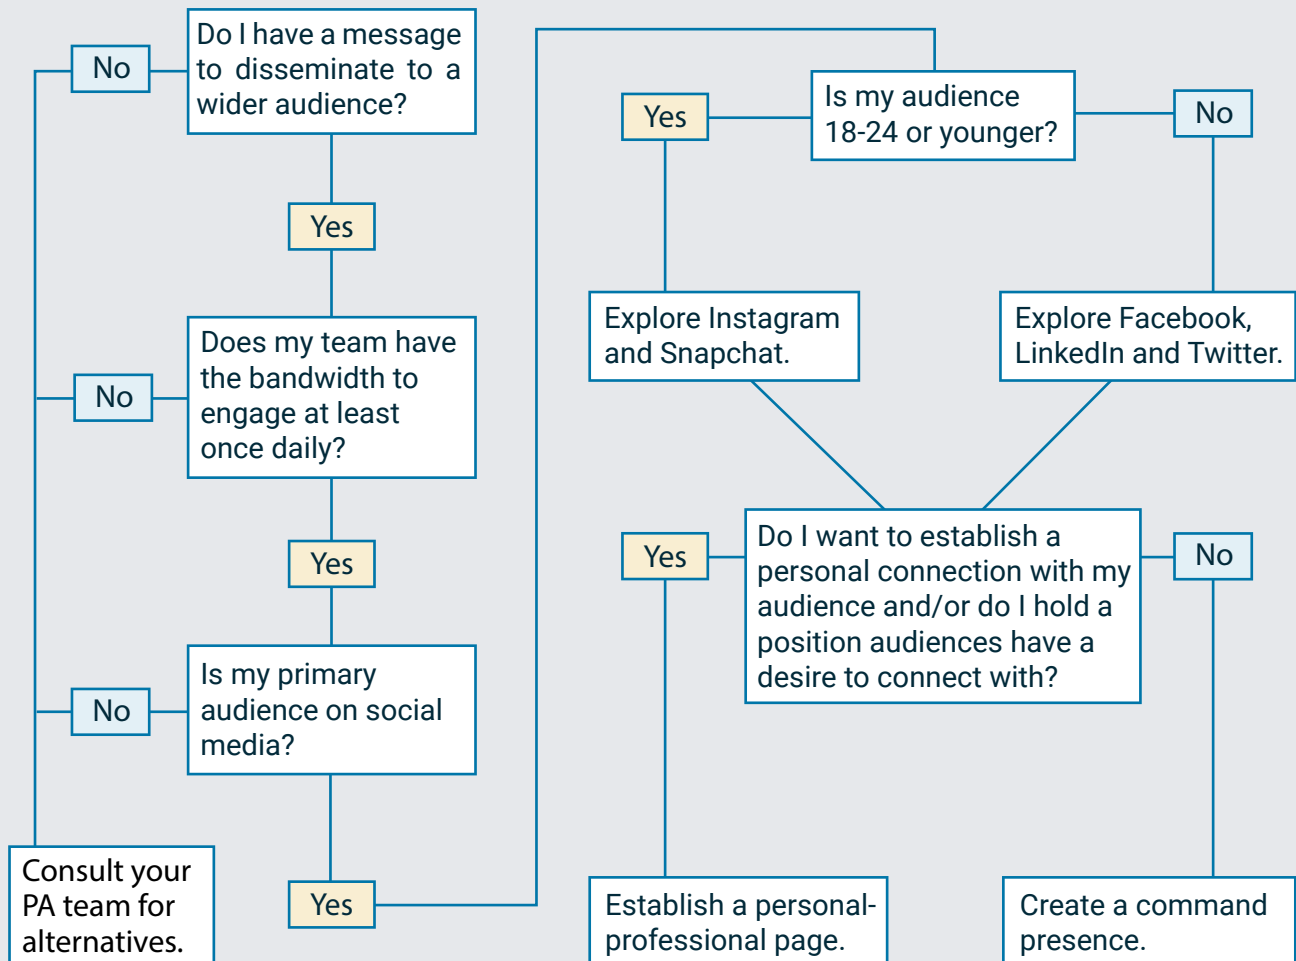 Do I have a message
to disseminate to a
wider audience?
No
Yes
Does my team have
the bandwidth to
engage at least
once daily?
No
Yes
Is my primary
audience on social
media?
No
Yes
Consult your
PA team for
alternatives.
Is my audience
18-24 or younger?
Yes
No
Explore Instagram
and Snapchat.
Explore Facebook,
LinkedIn and Twitter.
Do I want to establish a
personal connection with my
audience and/or do I hold a
position audiences have a
desire to connect with?
Yes
No
Establish a personal-
professional page.
Create a command
presence.